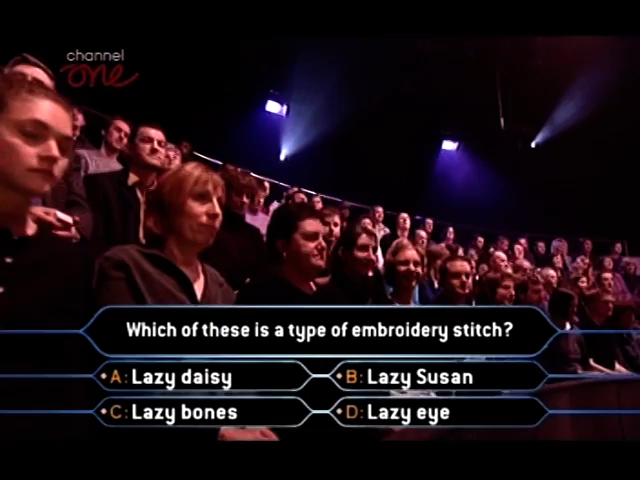 channel
one
Which of these is a type of embroidery stitch?
A: Lazy daisy
B: Lazy Susan
C: Lazy bones
D: Lazy eye